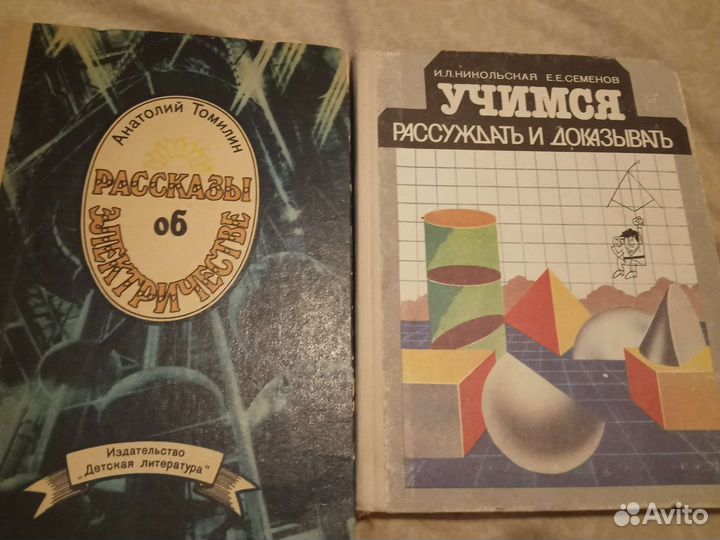 Анатолий Томилин
РАССКАЗЫ
об
ЭЛЕКТРИЧЕСТВЕ
Издательство
„Детская литература"
И.Л.НИКОЛЬСКАЯ Е.Е.СЕМЕНОВ
УЧИМСЯ
РАССУЖДАТЬ И ДОКАЗЫВАТЬ
Avito